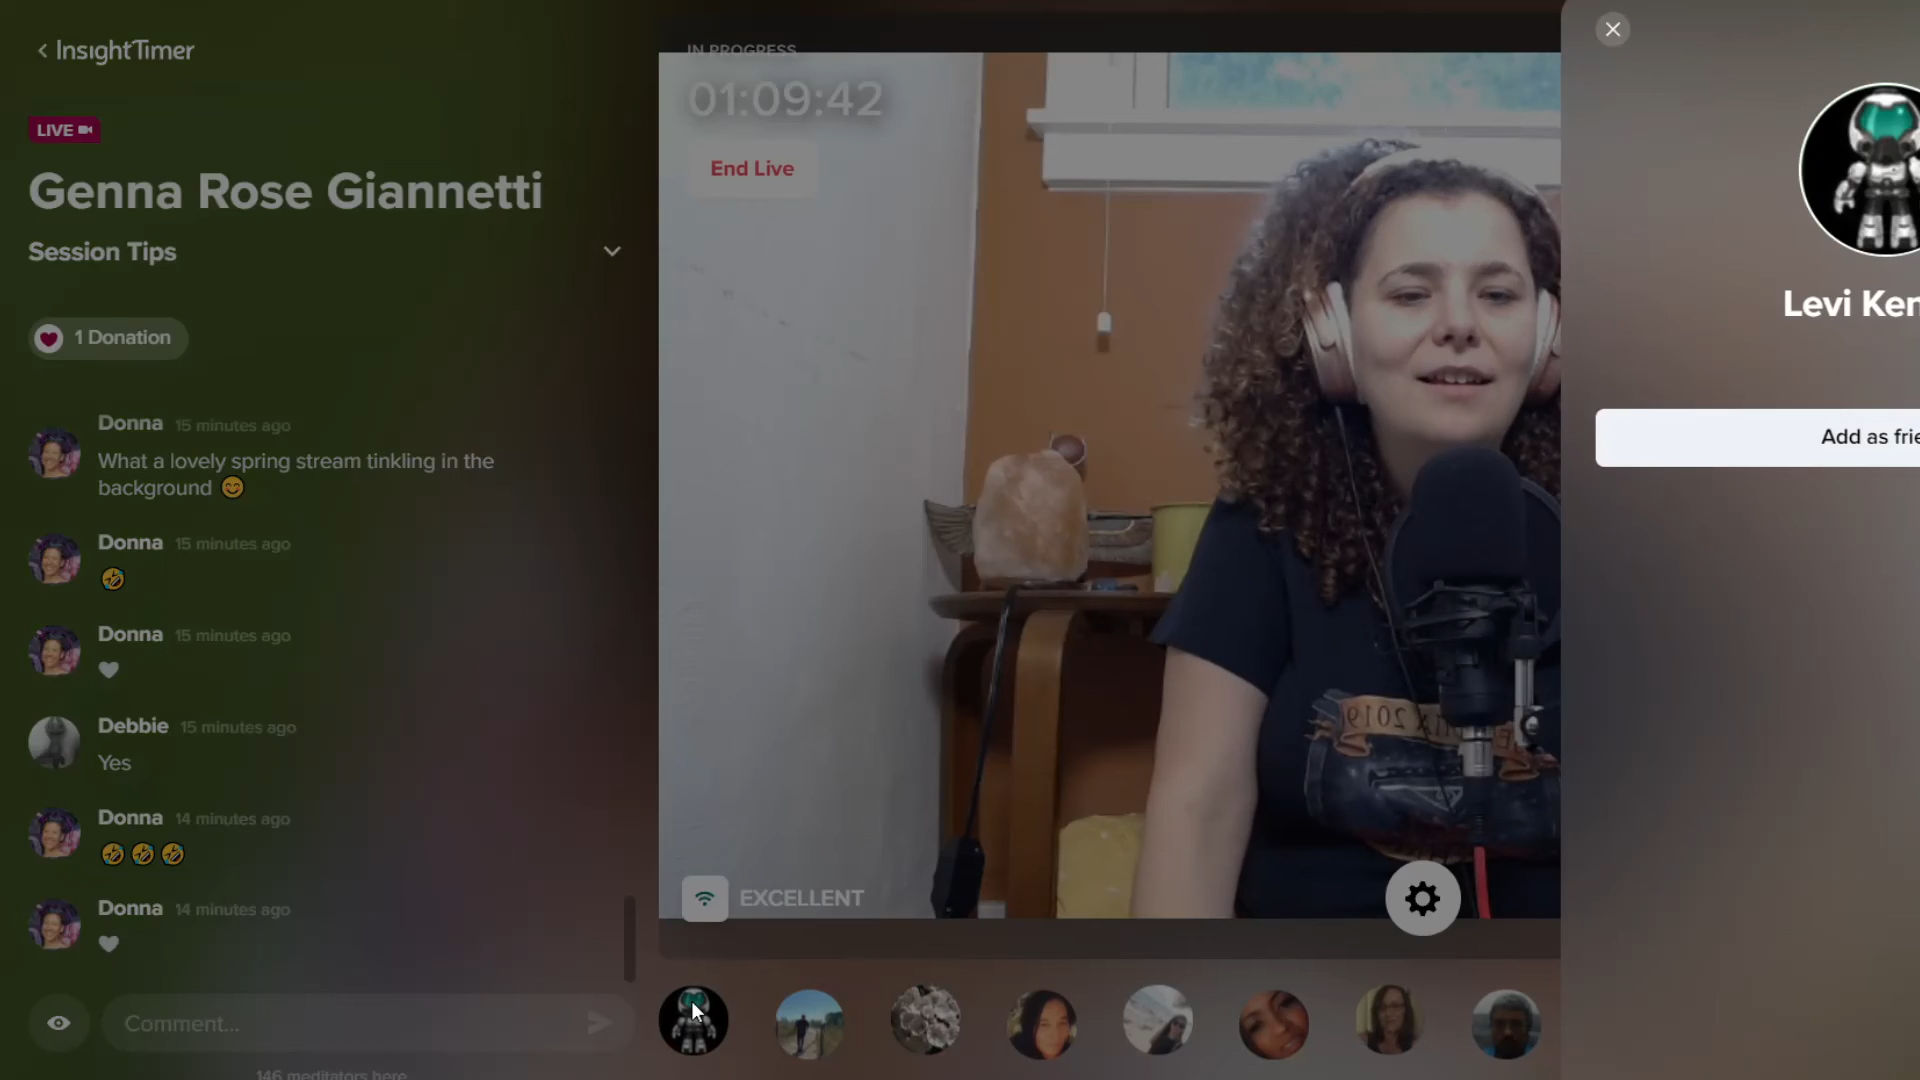 InsightTimer
LIVE
Genna Rose Giannetti
Session Tips
1 Donation
Donna 15 minutes ago
What a lovely spring stream tinkling in the
background 😊
Donna 15 minutes ago
🤣
Donna 15 minutes ago
Debbie 15 minutes ago
Yes
Donna 14 minutes ago
🤣🤣🤣
Donna 14 minutes ago
Comment...
146 meditators here
IN PROGRESS
01:09:42
End Live
2019
EXCELLENT
Levi Ken
Add as frie